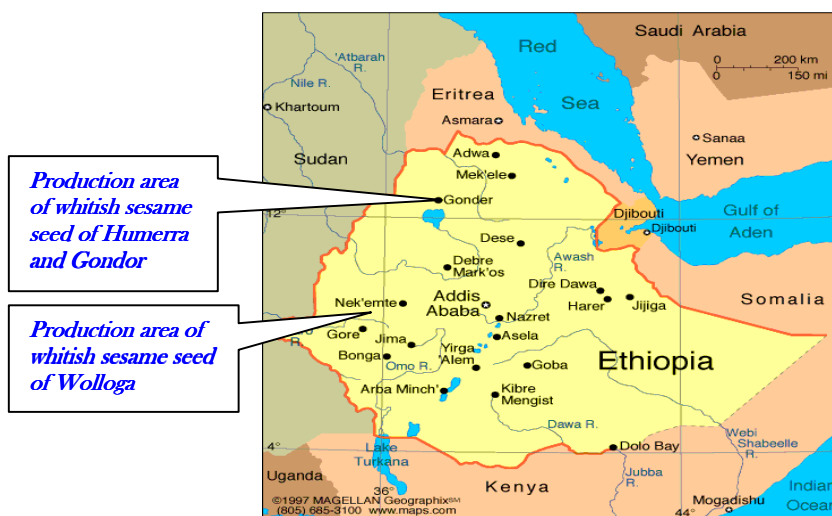 Production area
of whitish sesame
seed of Humerra
and Gondor
Production area of
whitish sesame seed
of Wolloga
Saudi Arabia
0 200 km
0 150 mi
Red
Sea
'Atbarah
R.
Nile R.
Khartoum
Eritrea
Asmara
Sanaa
Yemen
Sudan
Adwa
Mek'ele
Gonder
12°
Djibouti
Djibouti
Gulf of
Aden
Dese
Debre
Mark'os
Awash
R.
Dire Dawa
Harer
Jijiga
Somalia
Nek'emte
Addis
Ababa
Nazret
Gore
Jima
Asela
R.
Bonga
Omo R.
Yirga
'Alem
Goba
Ethiopia
Arba Minch'
Kibre
Mengist
Dawa R.
Webi
Shabeelle
R.
4°
Dolo Bay
Lake
Turkana
Uganda
36°
Kenya
Jubba
R.
Indian
Ocean
Mogadishu
44°
©1997 MAGELLAN Geographix℠
(805) 685-3100 www.maps.com